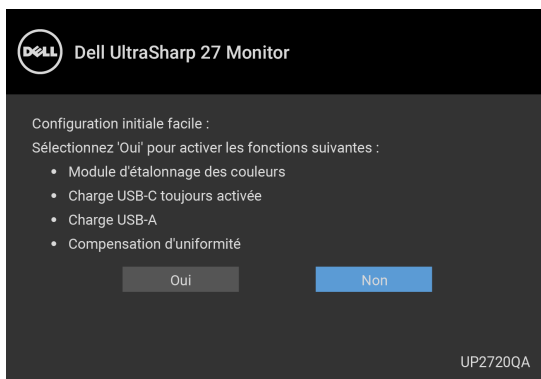 DELL Dell UltraSharp 27 Monitor
Configuration initiale facile :
Sélectionnez 'Oui' pour activer les fonctions suivantes :
• Module d'étalonnage des couleurs
• Charge USB-C toujours activée
• Charge USB-A
• Compensation d'uniformité
Oui Non
UP2720QA